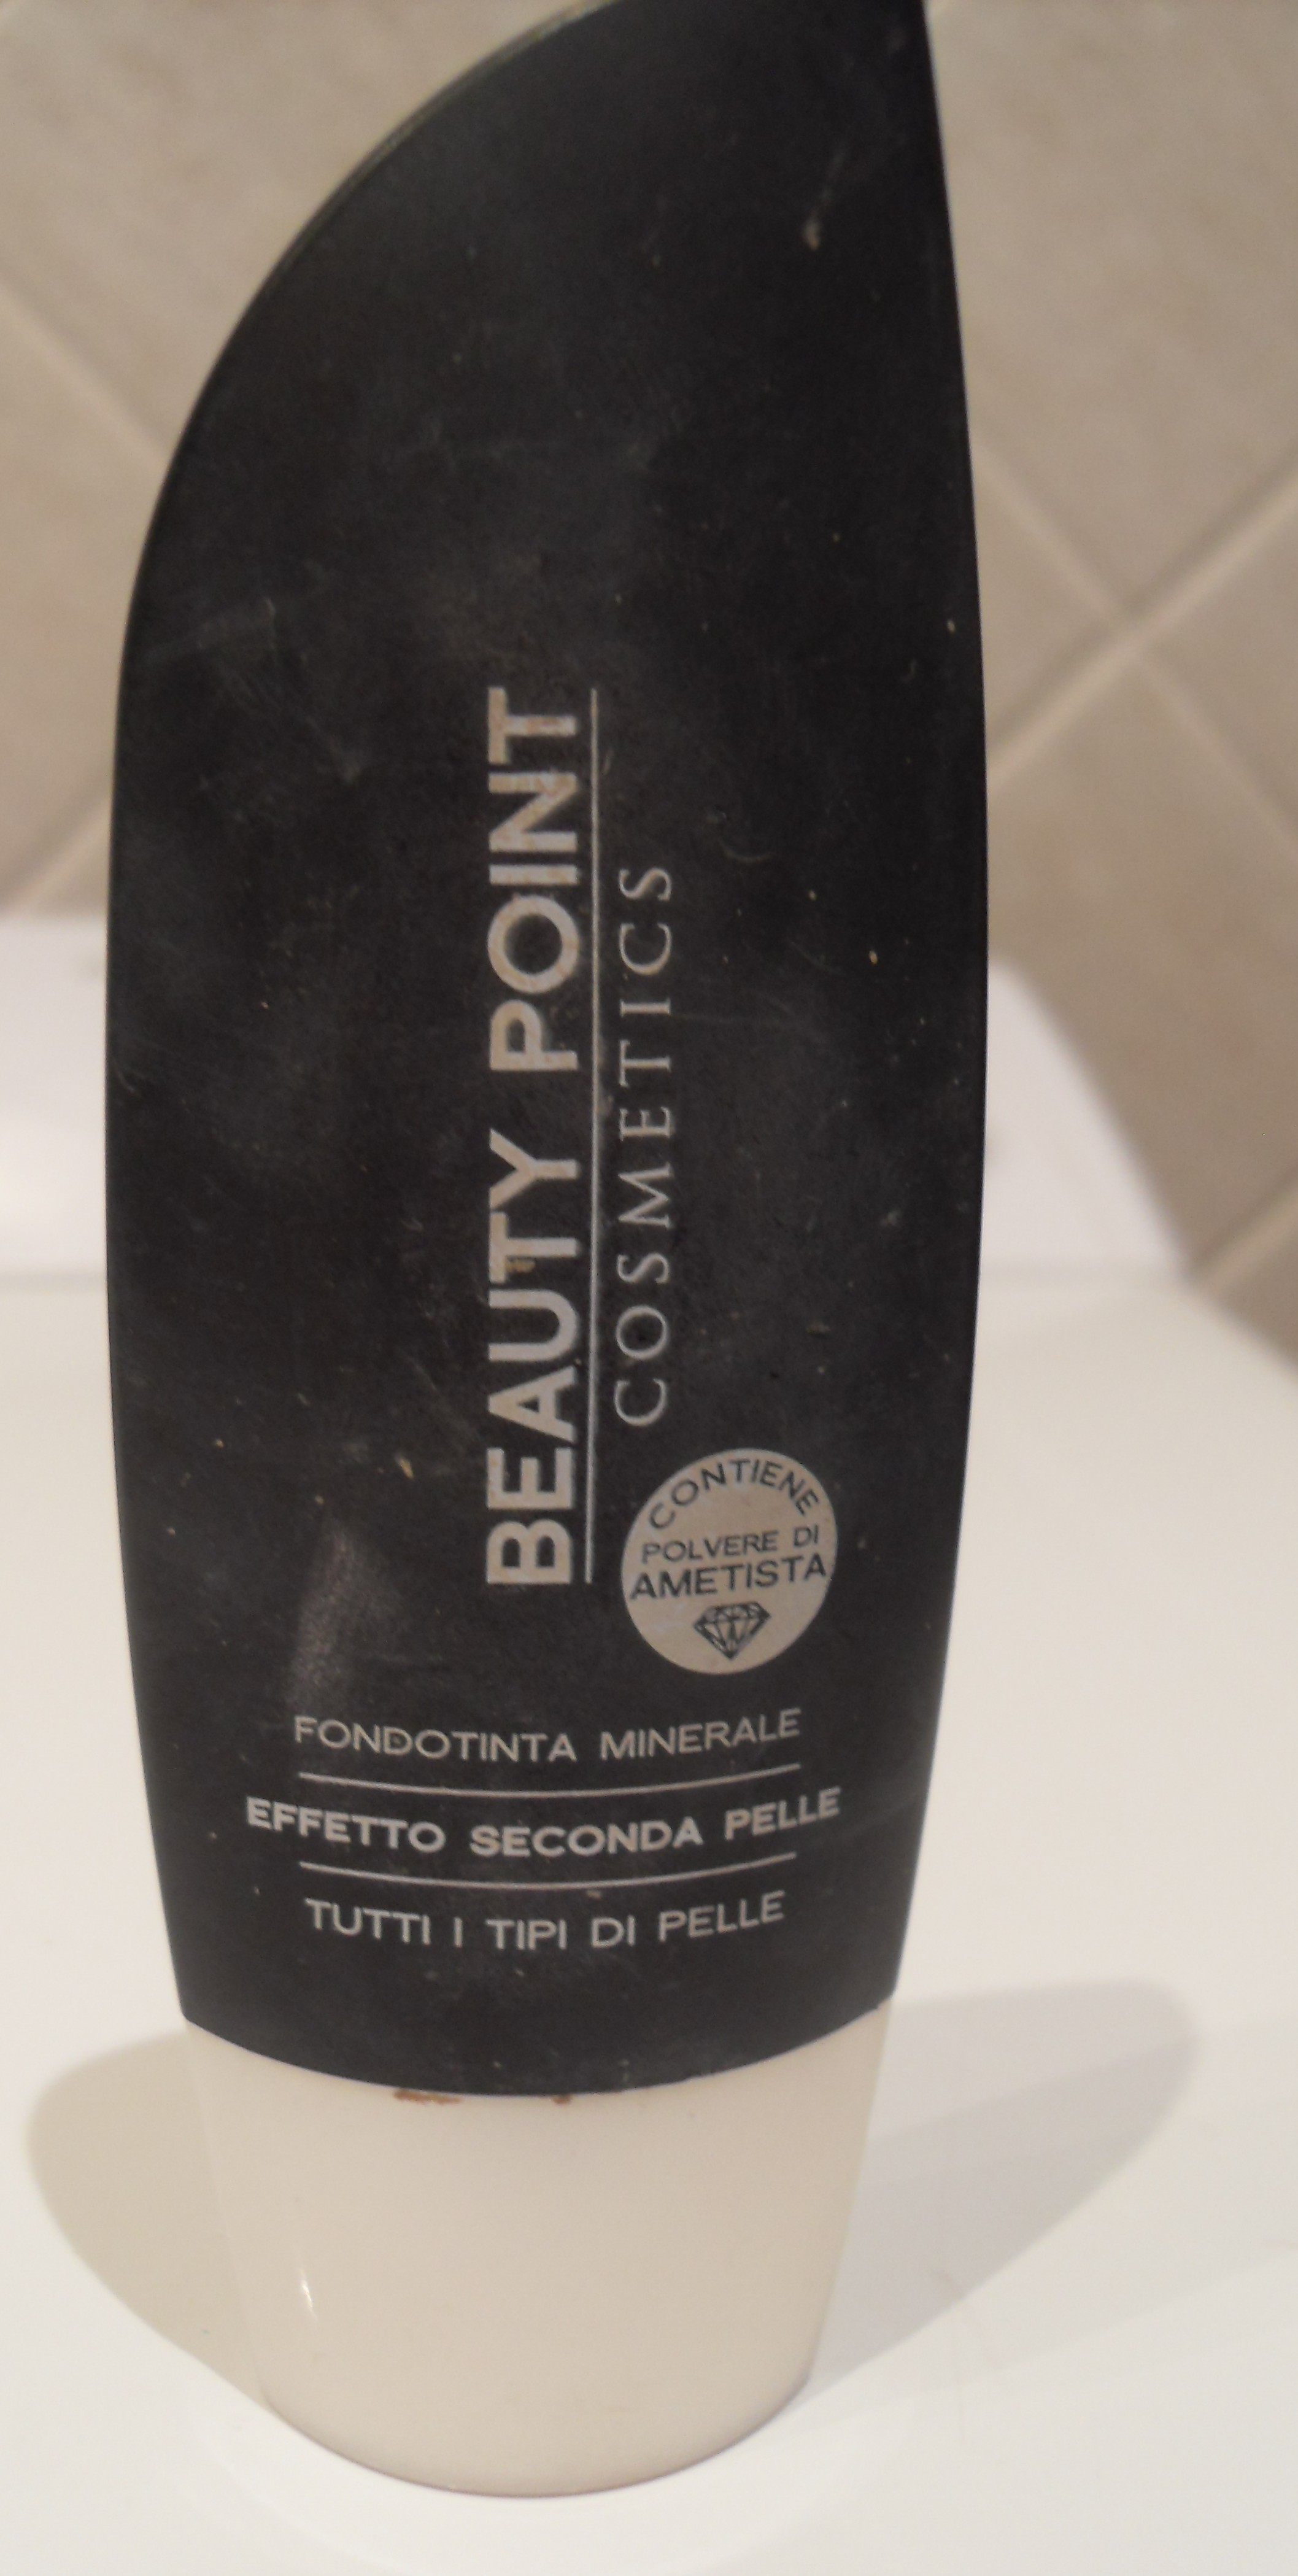 BEAUTY POINT
COSMETICS
CONTIENE
POLVERE DI
AMETISTA
FONDOTINTA MINERALE
EFFETTO SECONDA PELLE
TUTTI I TIPI DI PELLE